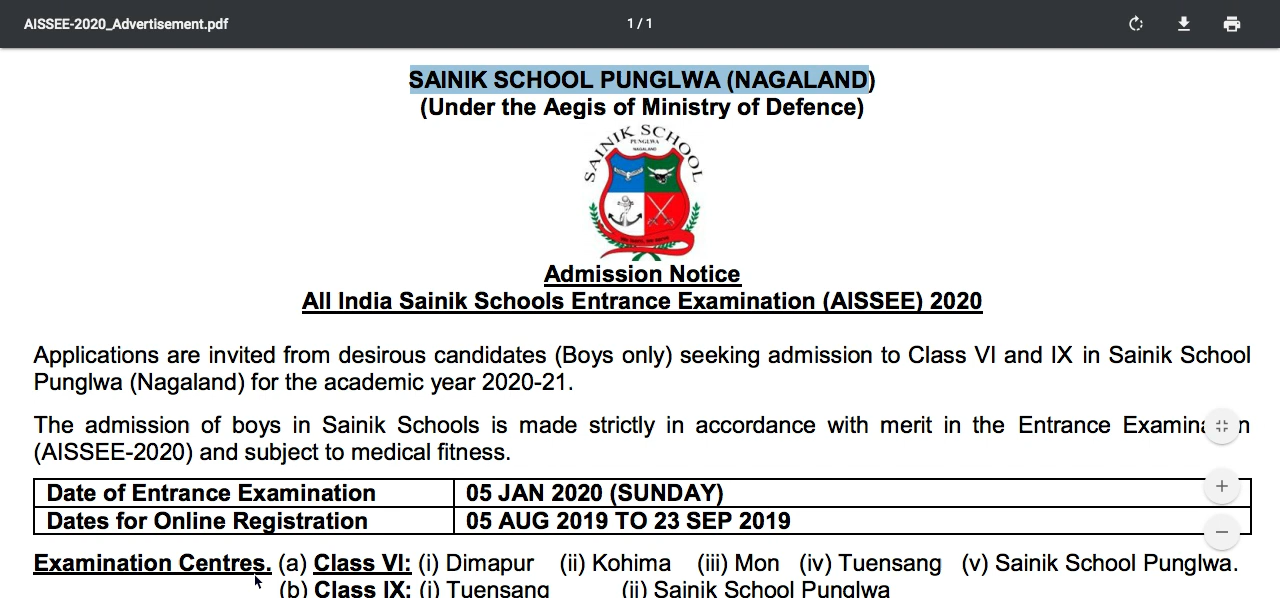 AISSEE-2020_Advertisement.pdf 1 / 1
SAINIK SCHOOL PUNGLWA (NAGALAND)
(Under the Aegis of Ministry of Defence)
SAINIK SCHOOL
PUNGLWA
NAGALAND
Admission Notice
All India Sainik Schools Entrance Examination (AISSEE) 2020
Applications are invited from desirous candidates (Boys only) seeking admission to Class VI and IX in Sainik School
Punglwa (Nagaland) for the academic year 2020-21.
The admission of boys in Sainik Schools is made strictly in accordance with merit in the Entrance
(AISSEE-2020) and subject to medical fitness.
Date of Entrance Examination 05 JAN 2020 (SUNDAY)
Dates for Online Registration 05 AUG 2019 TO 23 SEP 2019
Examination Centres. (a) Class VI: (i) Dimapur (ii) Kohima (iii) Mon (iv) Tuensang (v) Sainik School Punglwa.
(b) Class IX: (i) Tuensang (ii) Sainik School Punglwa